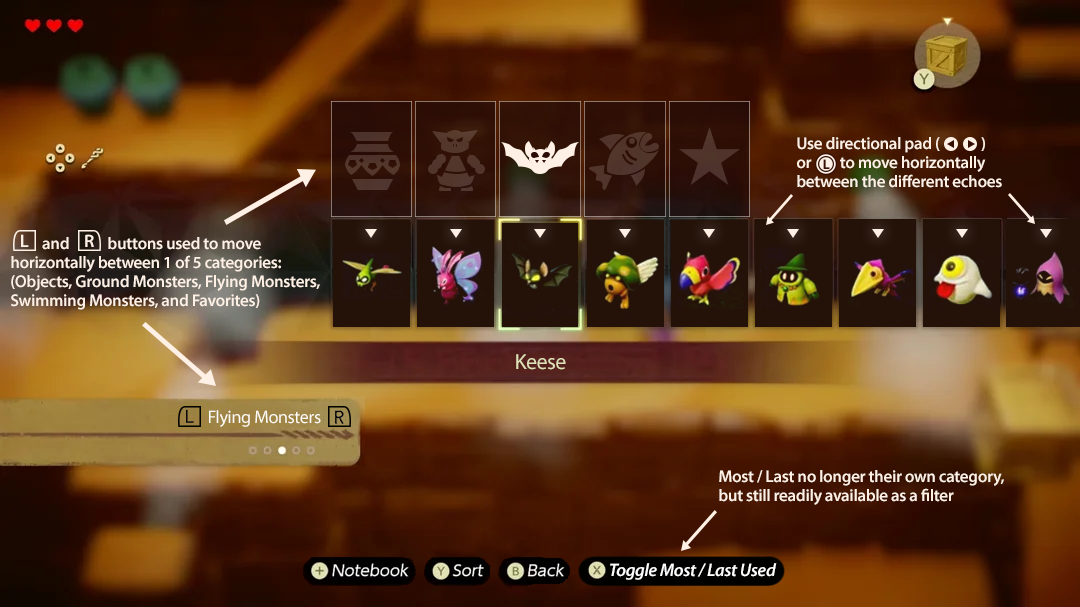 Y
Use directional pad ( ◀ ▶ )
or L to move horizontally
between the different echoes
L and R buttons used to move
horizontally between 1 of 5 categories:
(Objects, Ground Monsters, Flying Monsters,
Swimming Monsters, and Favorites)
Keese
L Flying Monsters R
Most / Last no longer their own category,
but still readily available as a filter
+ Notebook Y Sort B Back X Toggle Most / Last Used